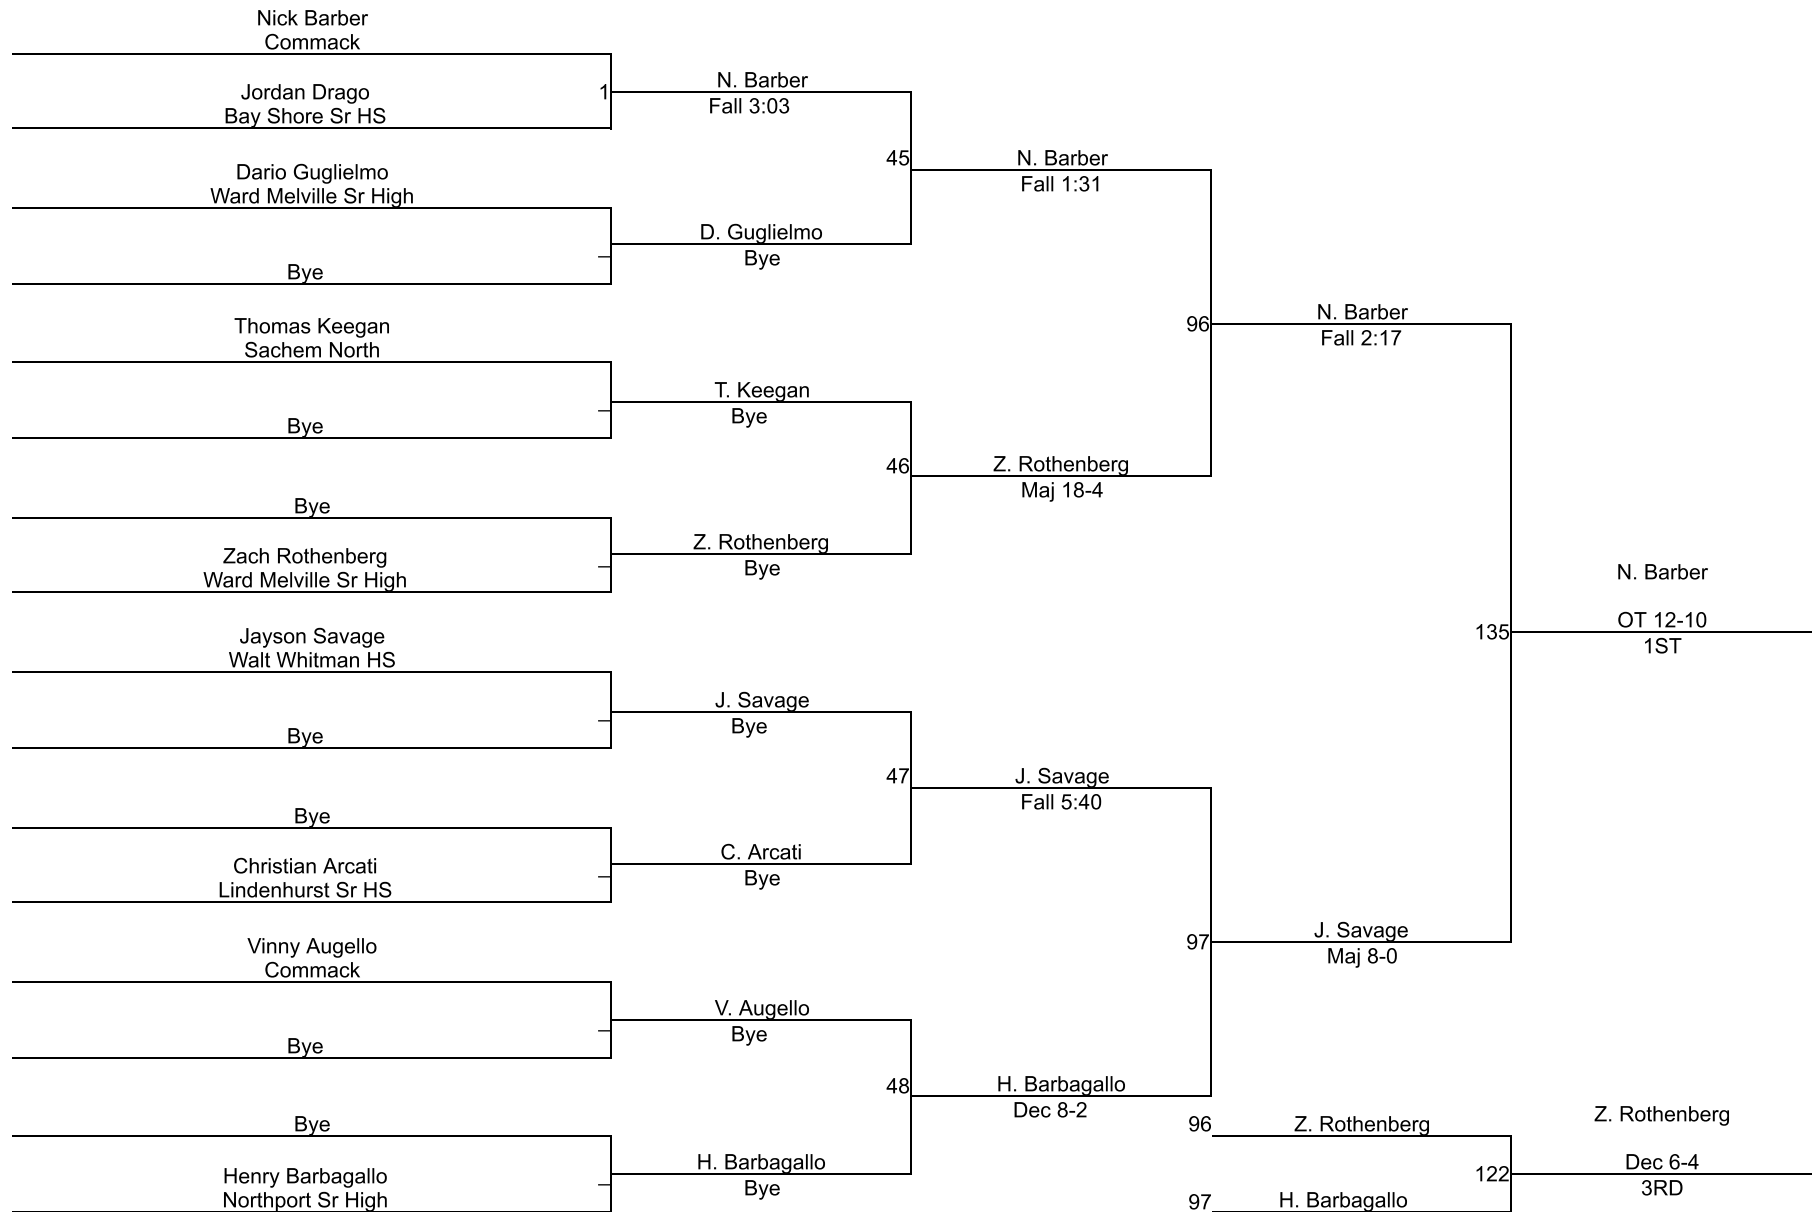 Nick Barber
Commack
Jordan Drago
Bay Shore Sr HS
1
Dario Guglielmo
Ward Melville Sr High
Bye
Thomas Keegan
Sachem North
Bye
Bye
Zach Rothenberg
Ward Melville Sr High
Jayson Savage
Walt Whitman HS
Bye
Bye
Christian Arcati
Lindenhurst Sr HS
Vinny Augello
Commack
Bye
Bye
Henry Barbagallo
Northport Sr High
N. Barber
Fall 3:03
45
D. Guglielmo
Bye
T. Keegan
Bye
46
Z. Rothenberg
Bye
J. Savage
Bye
47
C. Arcati
Bye
V. Augello
Bye
48
H. Barbagallo
Bye
N. Barber
Fall 1:31
96
Z. Rothenberg
Maj 18-4
J. Savage
Fall 5:40
97
H. Barbagallo
Dec 8-2
N. Barber
Fall 2:17
135
J. Savage
Maj 8-0
N. Barber
OT 12-10
1ST
96
Z. Rothenberg
122
97
H. Barbagallo
Z. Rothenberg
Dec 6-4
3RD